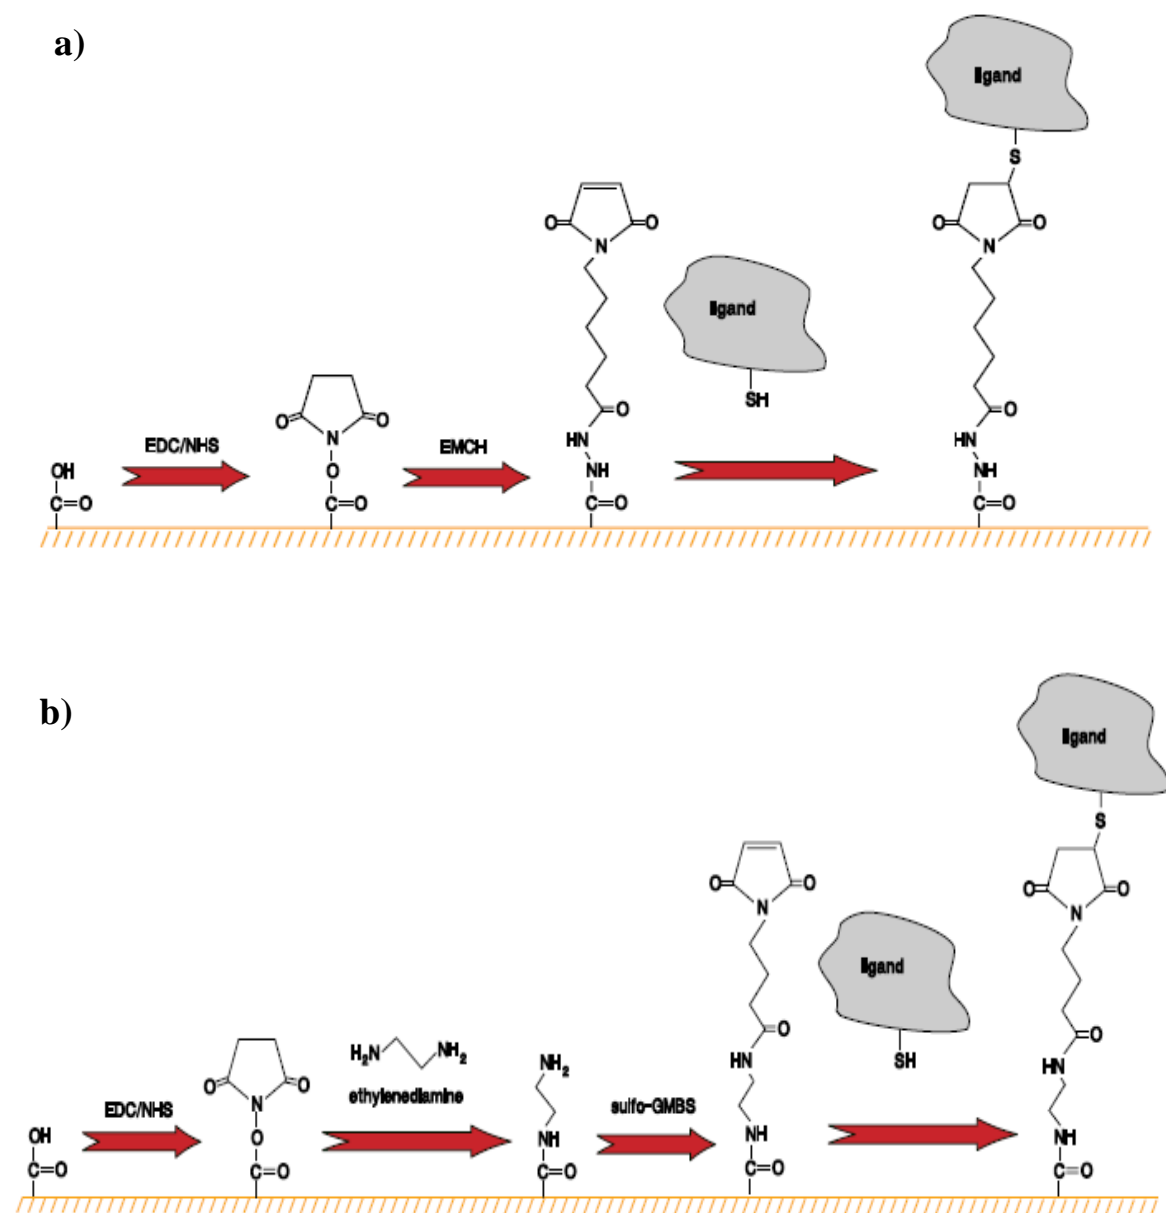 a)
ligand
S
O O
N
O O
N
ligand
SH
O
HN
NH
C=O
O
HN
NH
C=O
O O
N
O
C=O
EDC/NHS
EMCH
OH
C=O
b)
ligand
S
O O
N
O
HN
NH
C=O
O O
N
ligand
SH
O
HN
NH
C=O
H₂N NH₂
ethylenediamine
NH₂
NH
C=O
sulfo-GMBS
O O
N
O
C=O
EDC/NHS
OH
C=O